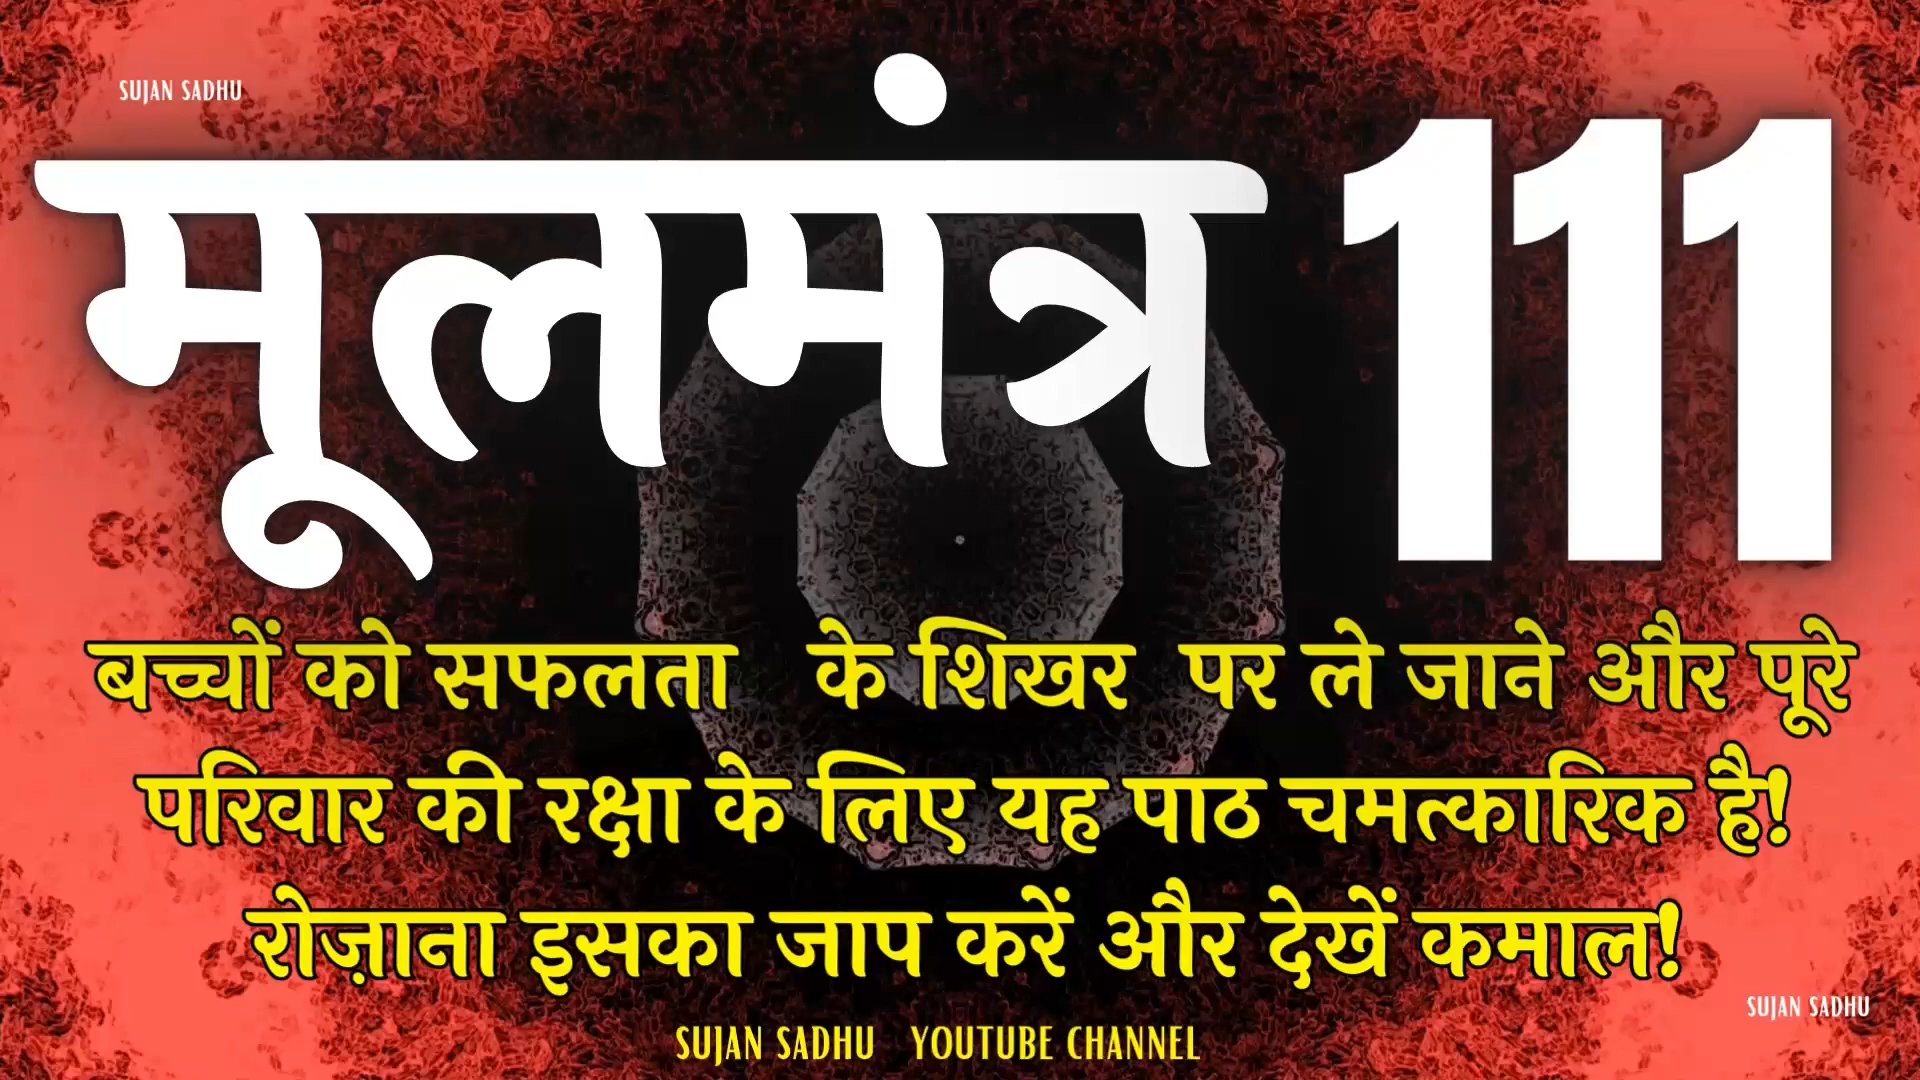 SUJAN SADHU
मूलमंत्र 111
बच्चों को सफलता के शिखर पर ले जाने और पूरे
परिवार की रक्षा के लिए यह पाठ चमत्कारिक है!
रोज़ाना इसका जाप करें और देखें कमाल!
SUJAN SADHU
SUJAN SADHU YOUTUBE CHANNEL